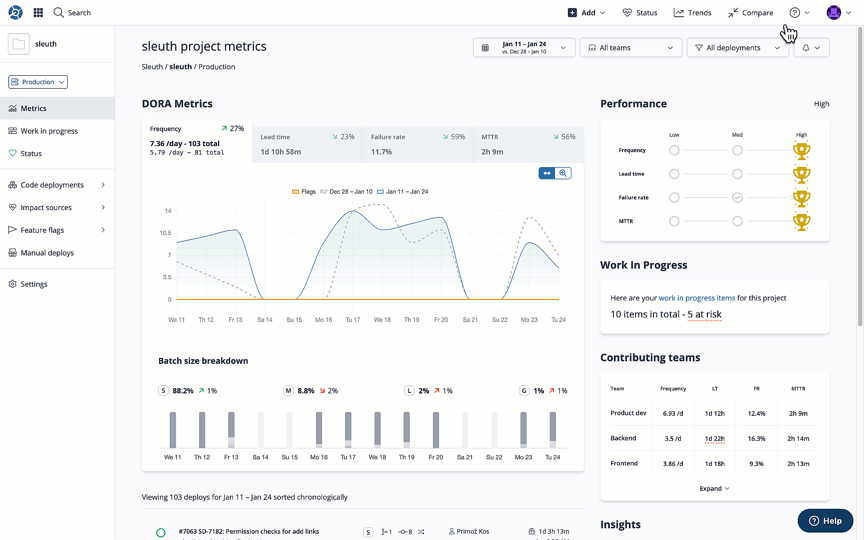 Search
Add
Status
Trends
Compare
sleuth
Production
Metrics
Work in progress
Status
Code deployments
Impact sources
Feature flags
Manual deploys
Settings
sleuth project metrics
Sleuth / sleuth / Production
Jan 11 – Jan 24
vs. Dec 28 – Jan 10
All teams
All deployments
DORA Metrics
Frequency 27%
7.36 /day – 103 total
5.79 /day – 81 total
Lead time 23%
1d 10h 58m
Failure rate 59%
11.7%
MTTR 56%
2h 9m
Flags Dec 28 – Jan 10 Jan 11 – Jan 24
14
10.5
7
3.5
0
We 11 Th 12 Fr 13 Sa 14 Su 15 Mo 16 Tu 17 We 18 Th 19 Fr 20 Sa 21 Su 22 Mo 23 Tu 24
Batch size breakdown
S 88.2% 1%
M 8.8% 2%
L 2% 1%
G 1% 1%
We 11 Th 12 Fr 13 Sa 14 Su 15 Mo 16 Tu 17 We 18 Th 19 Fr 20 Sa 21 Su 22 Mo 23 Tu 24
Viewing 103 deploys for Jan 11 – Jan 24 sorted chronologically
#7063 SD-7182: Permission checks for add links S 1 8 Primož Kos 1d 3h 13m
Performance High
Low Med High
Frequency
Lead time
Failure rate
MTTR
Work In Progress
Here are your work in progress items for this project
10 items in total - 5 at risk
Contributing teams
Team Frequency LT FR MTTR
Product dev 6.93 /d 1d 12h 12.4% 2h 9m
Backend 3.5 /d 1d 22h 16.3% 2h 14m
Frontend 3.86 /d 1d 18h 9.3% 2h 13m
Expand
Insights
Help